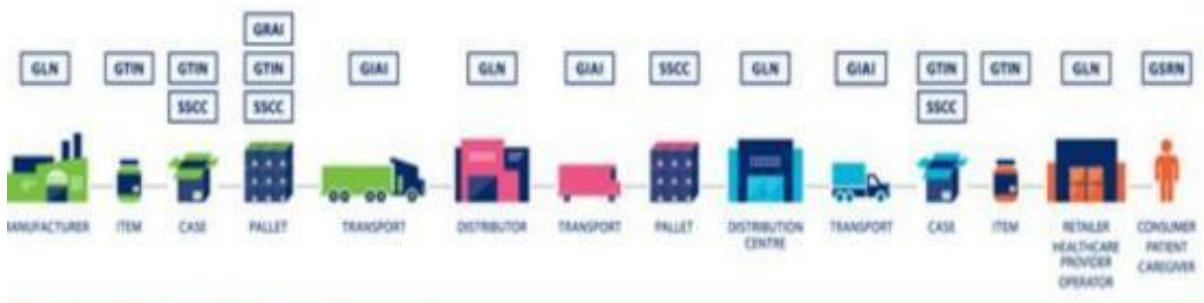 GRAI
GLN GTIN GTIN GTIN GIAI GLN GIAI SSCC GLN GIAI GTIN GTIN GLN GSRN
SSCC SSCC SSCC
MANUFACTURER ITEM CASE PALLET TRANSPORT DISTRIBUTOR TRANSPORT PALLET DISTRIBUTION TRANSPORT CASE ITEM RETAILER CONSUMER
CENTRE HEALTHCARE PATIENT
PROVIDER CAREGIVER
OPERATOR